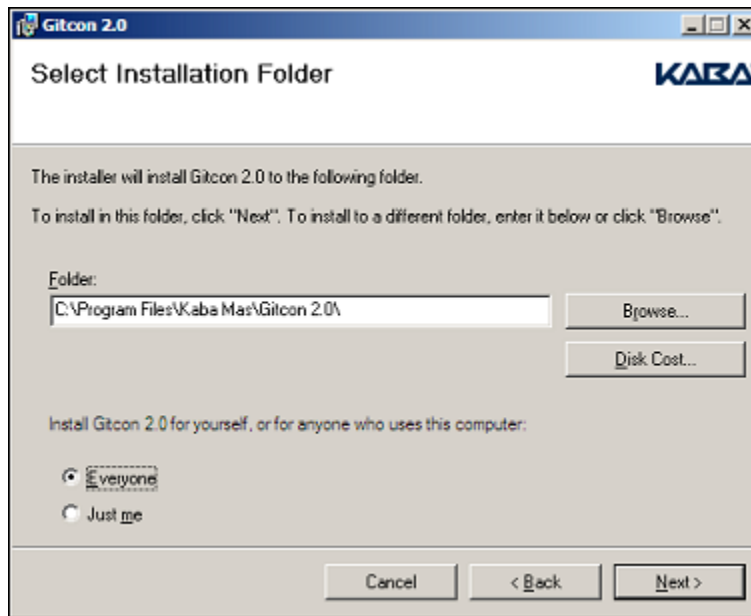 Gitcon 2.0
Select Installation Folder
KABA
The installer will install Gitcon 2.0 to the following folder.
To install in this folder, click "Next". To install to a different folder, enter it below or click "Browse".
Folder:
C:\Program Files\Kaba Mas\Gitcon 2.0\
Browse...
Disk Cost...
Install Gitcon 2.0 for yourself, or for anyone who uses this computer:
Everyone
Just me
Cancel
< Back
Next >